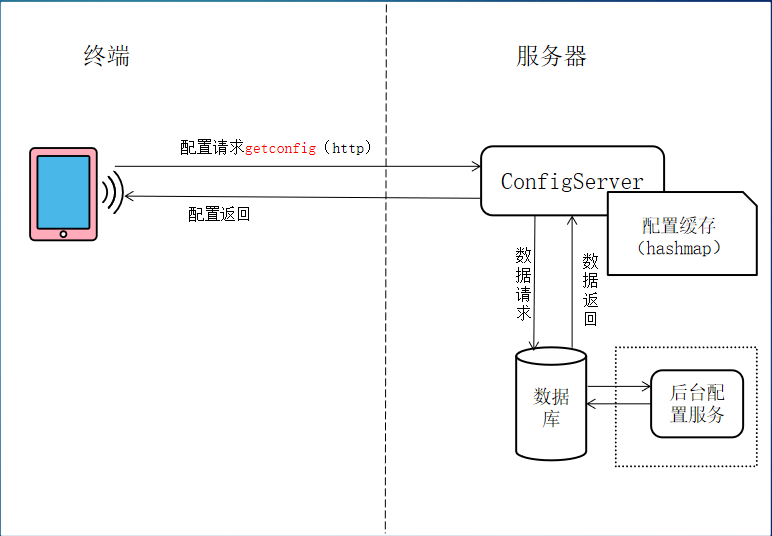 终端
服务器
配置请求getconfig（http）
配置返回
ConfigServer
配置缓存
（hashmap）
数据请求
数据返回
数据
库
后台配
置服务